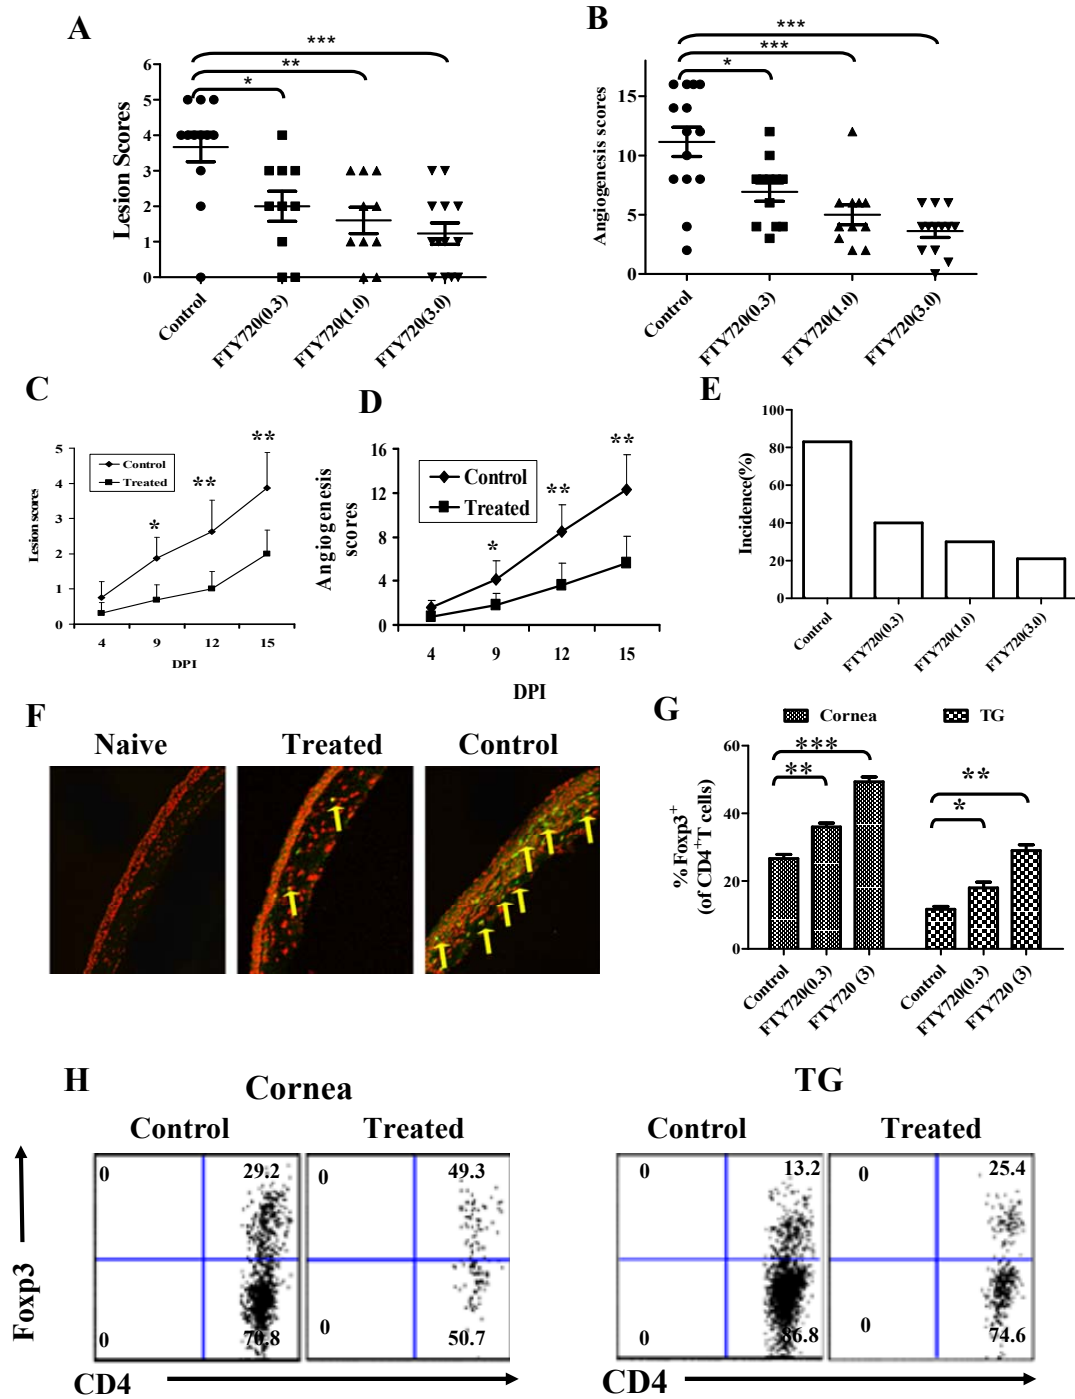 A
***
**
*
Lesion Scores
6
5
4
3
2
1
0
Control
FTY720(0.3)
FTY720(1.0)
FTY720(3.0)
B
***
***
*
Angiogenesis scores
15
10
5
0
Control
FTY720(0.3)
FTY720(1.0)
FTY720(3.0)
C
Lesion scores
5
4
3
2
1
0
Control
Treated
*
**
**
4 9 12 15
DPI
D
Angiogenesis
scores
16
12
8
4
0
Control
Treated
*
**
**
4 9 12 15
DPI
E
Incidence(%)
100
80
60
40
20
0
Control
FTY720(0.3)
FTY720(1.0)
FTY720(3.0)
F
Naive Treated Control
G
Cornea TG
% Foxp3+
(of CD4+T cells)
60
40
20
0
***
**
**
*
Control
FTY720(0.3)
FTY720 (3)
Control
FTY720(0.3)
FTY720 (3)
H
Cornea
Control Treated
0 29.2 0 49.3
0 70.8 0 50.7
TG
Control Treated
0 13.2 0 25.4
0 86.8 0 74.6
Foxp3
CD4
CD4